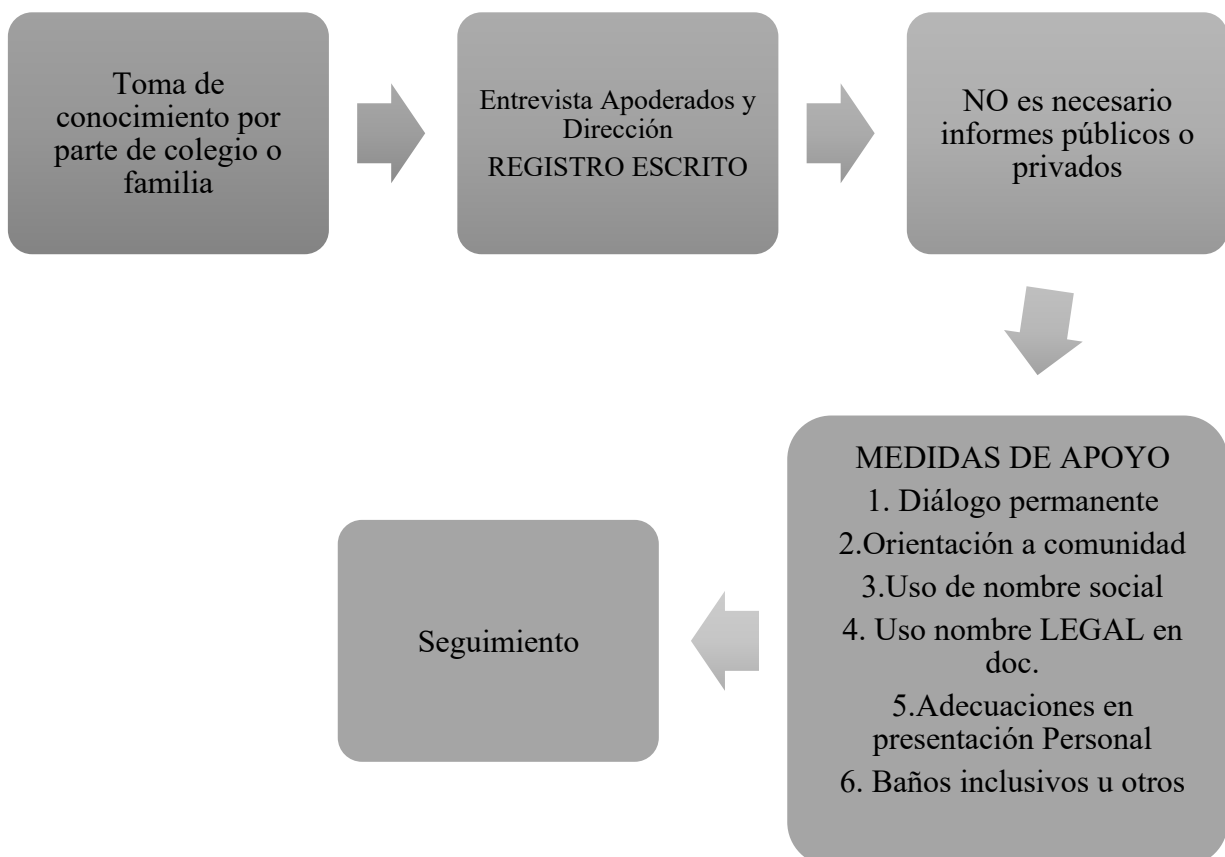 Toma de
conocimiento por
parte de colegio o
familia
Entrevista Apoderados y
Dirección
REGISTRO ESCRITO
NO es necesario
informes públicos o
privados
MEDIDAS DE APOYO
1. Diálogo permanente
2.Orientación a comunidad
3.Uso de nombre social
4. Uso nombre LEGAL en
doc.
5.Adecuaciones en
presentación Personal
6. Baños inclusivos u otros
Seguimiento